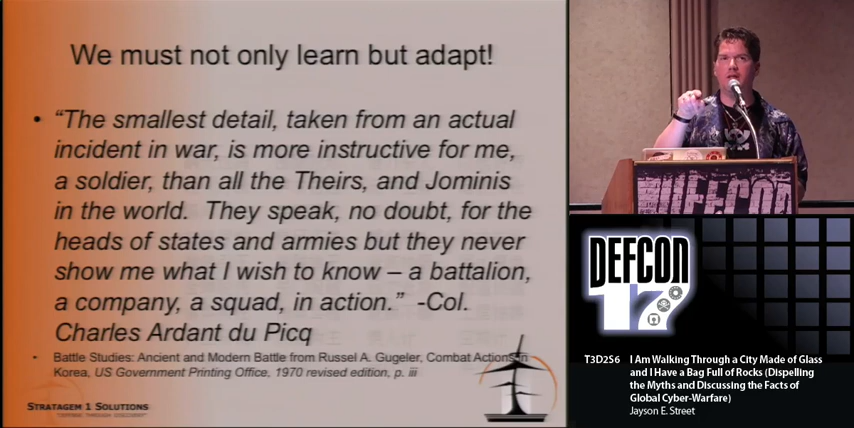 We must not only learn but adapt!
• "The smallest detail, taken from an actual
incident in war, is more instructive for me,
a soldier, than all the Theirs, and Jominis
in the world. They speak, no doubt, for the
heads of states and armies but they never
show me what I wish to know – a battalion,
a company, a squad, in action." -Col.
Charles Ardant du Picq
• Battle Studies: Ancient and Modern Battle from Russel A. Gugeler, Combat Actions in
Korea, US Government Printing Office, 1970 revised edition, p. iii
STRATAGEM 1 SOLUTIONS
DEFCON
DEFCON
17
T3D2S6 I Am Walking Through a City Made of Glass
and I Have a Bag Full of Rocks (Dispelling
the Myths and Discussing the Facts of
Global Cyber-Warfare)
Jayson E. Street